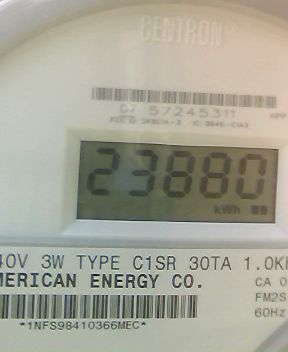 CENTRON®
07 57245311
23880
kWh
40V 3W TYPE C1SR 30TA 1.0K
MERICAN ENERGY CO. CA 0
FM2S
60Hz
*1NFS98410366MEC*